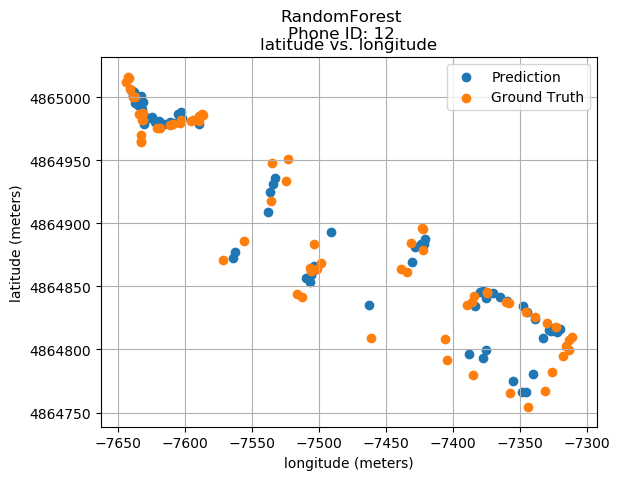 RandomForest
Phone ID: 12
latitude vs. longitude
Prediction
Ground Truth
latitude (meters)
4865000
4864950
4864900
4864850
4864800
4864750
−7650 −7600 −7550 −7500 −7450 −7400 −7350 −7300
longitude (meters)